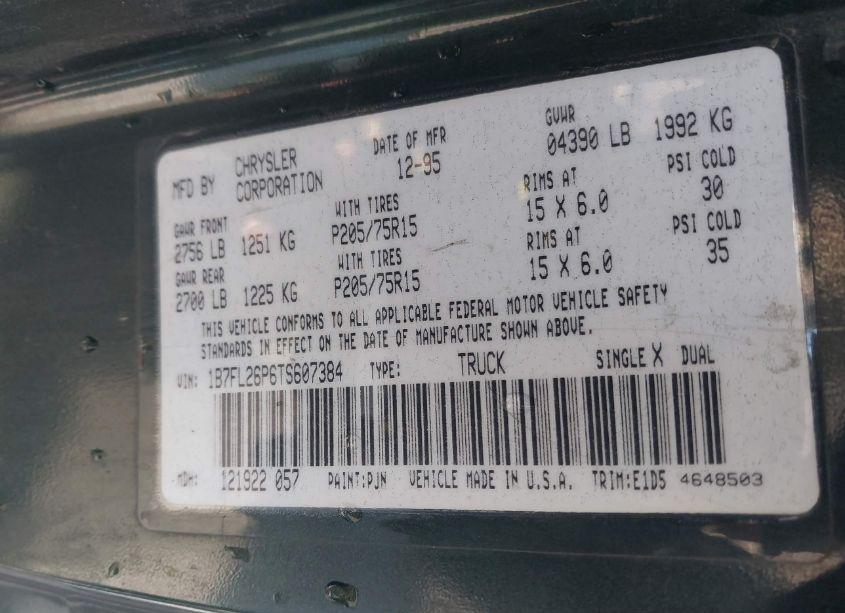 MFD BY CHRYSLER CORPORATION DATE OF MFR 12-95 GVWR 04390 LB 1992 KG
GAWR FRONT WITH TIRES RIMS AT PSI COLD
2756 LB 1251 KG P205/75R15 15 X 6.0 30
GAWR REAR WITH TIRES RIMS AT PSI COLD
2700 LB 1225 KG P205/75R15 15 X 6.0 35
THIS VEHICLE CONFORMS TO ALL APPLICABLE FEDERAL MOTOR VEHICLE SAFETY
STANDARDS IN EFFECT ON THE DATE OF MANUFACTURE SHOWN ABOVE.
VIN: 1B7FL26P6TS607384 TYPE: TRUCK SINGLE X DUAL
MDH: 121922 057 PAINT:PJN VEHICLE MADE IN U.S.A. TRIM:E1D5 4648503